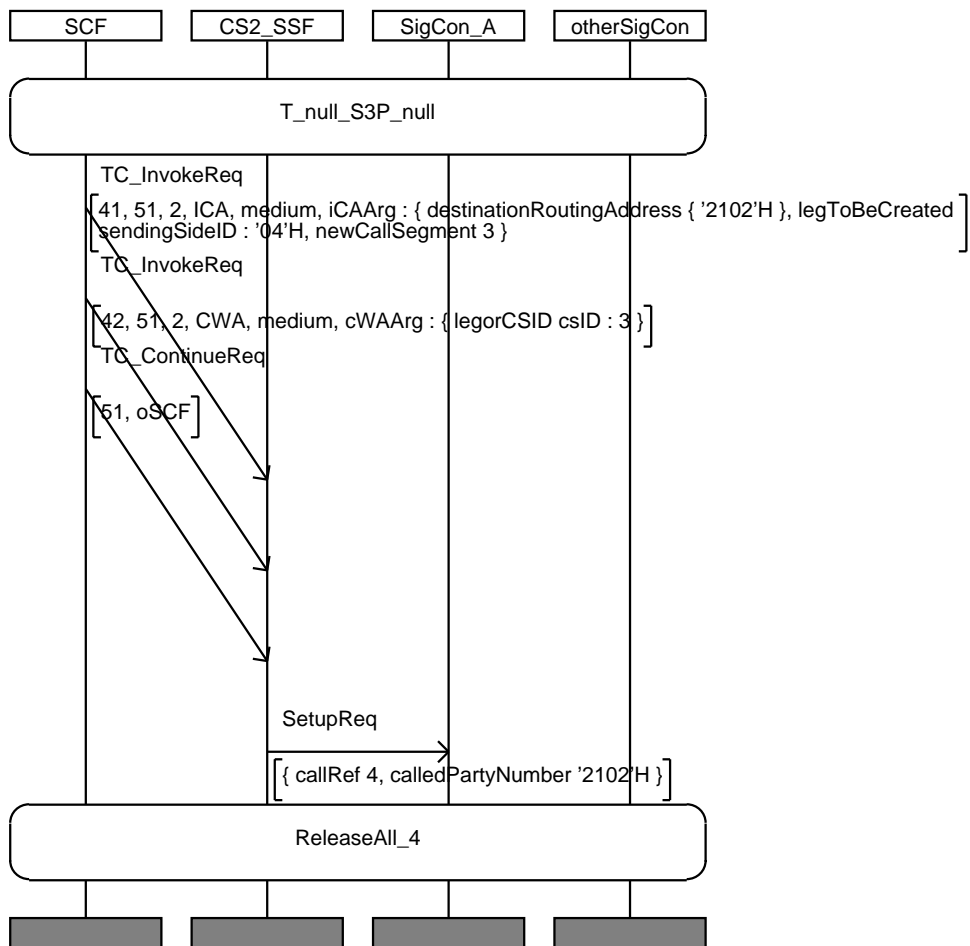 SCF
CS2_SSF
SigCon_A
otherSigCon
T_null_S3P_null
TC_InvokeReq
41, 51, 2, ICA, medium, iCAArg : { destinationRoutingAddress { ’2102’H }, legToBeCreated
sendingSideID : ’04’H, newCallSegment 3 }
TC_InvokeReq
42, 51, 2, CWA, medium, cWAArg : { legorCSID csID : 3 }
TC_ContinueReq
51, oSCF
SetupReq
{ callRef 4, calledPartyNumber ’2102’H }
ReleaseAll_4